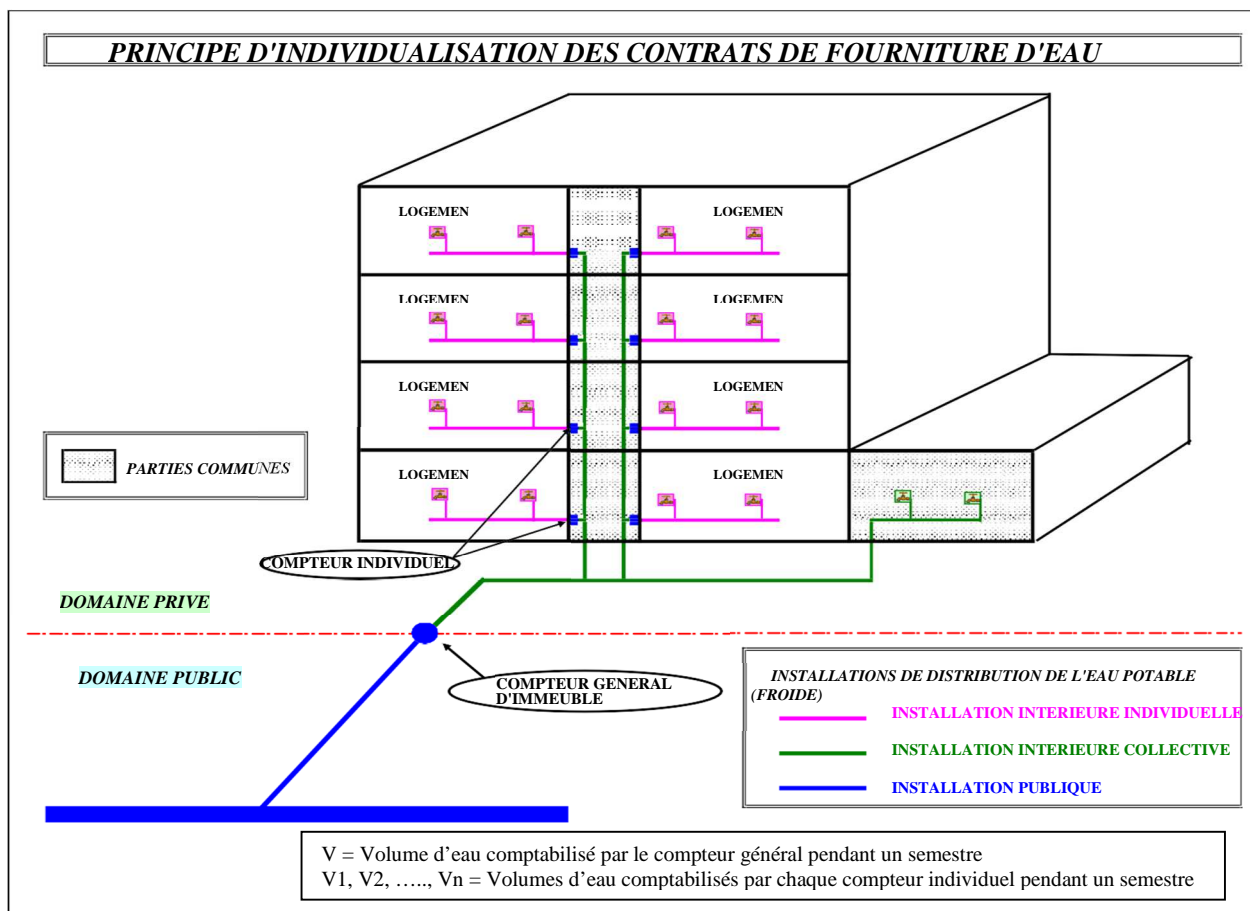 PRINCIPE D'INDIVIDUALISATION DES CONTRATS DE FOURNITURE D'EAU
LOGEMEN LOGEMEN
LOGEMEN LOGEMEN
LOGEMEN LOGEMEN
LOGEMEN LOGEMEN
PARTIES COMMUNES
COMPTEUR INDIVIDUEL
DOMAINE PRIVE
DOMAINE PUBLIC
COMPTEUR GENERAL
D'IMMEUBLE
INSTALLATIONS DE DISTRIBUTION DE L'EAU POTABLE
(FROIDE)
INSTALLATION INTERIEURE INDIVIDUELLE
INSTALLATION INTERIEURE COLLECTIVE
INSTALLATION PUBLIQUE
V = Volume d'eau comptabilisé par le compteur général pendant un semestre
V1, V2, ….., Vn = Volumes d'eau comptabilisés par chaque compteur individuel pendant un semestre